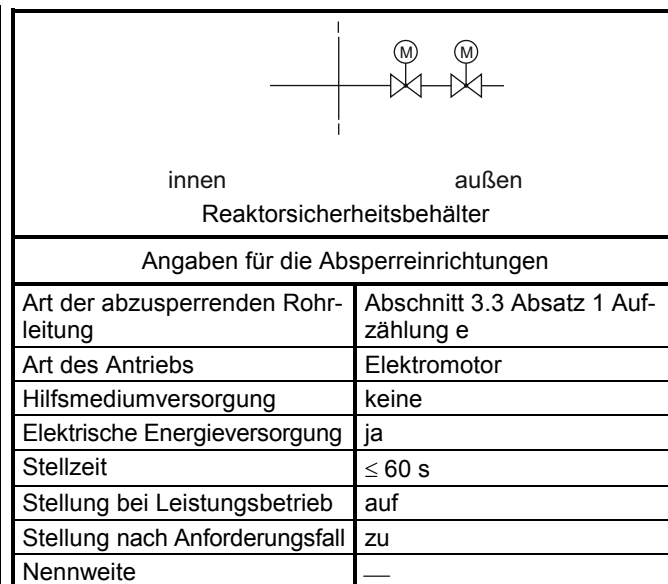 M M
innen außen
Reaktorsicherheitsbehälter
Angaben für die Absperreinrichtungen
Art der abzusperrenden Rohr-
leitung
Abschnitt 3.3 Absatz 1 Auf-
zählung e
Art des Antriebs Elektromotor
Hilfsmediumversorgung keine
Elektrische Energieversorgung ja
Stellzeit ≤ 60 s
Stellung bei Leistungsbetrieb auf
Stellung nach Anforderungsfall zu
Nennweite —